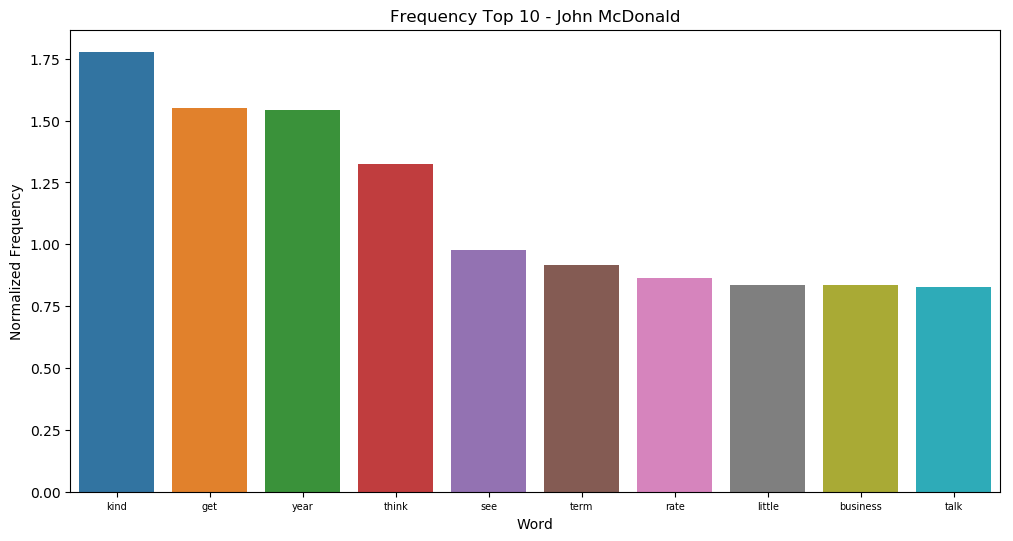 Frequency Top 10 - John McDonald
Normalized Frequency
1.75
1.50
1.25
1.00
0.75
0.50
0.25
0.00
kind get year think see term rate little business talk
Word